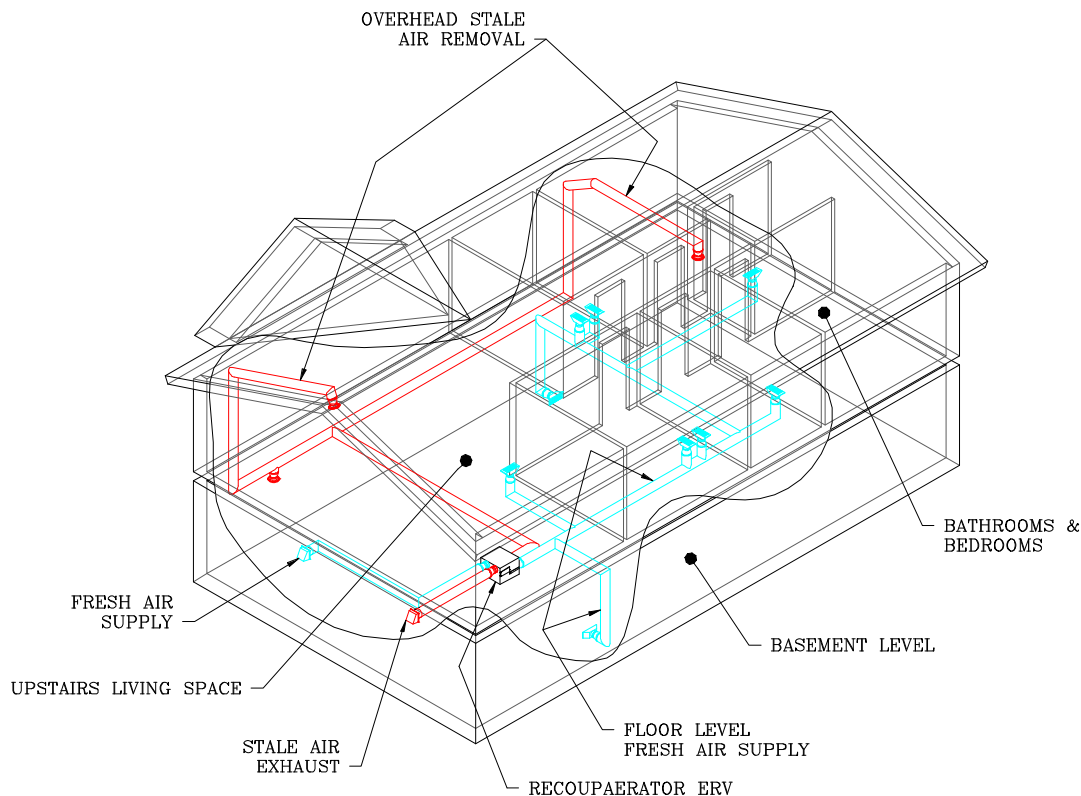 OVERHEAD STALE
AIR REMOVAL
BATHROOMS &
BEDROOMS
FRESH AIR
SUPPLY
BASEMENT LEVEL
UPSTAIRS LIVING SPACE
STALE AIR
EXHAUST
FLOOR LEVEL
FRESH AIR SUPPLY
RECOUPAERATOR ERV